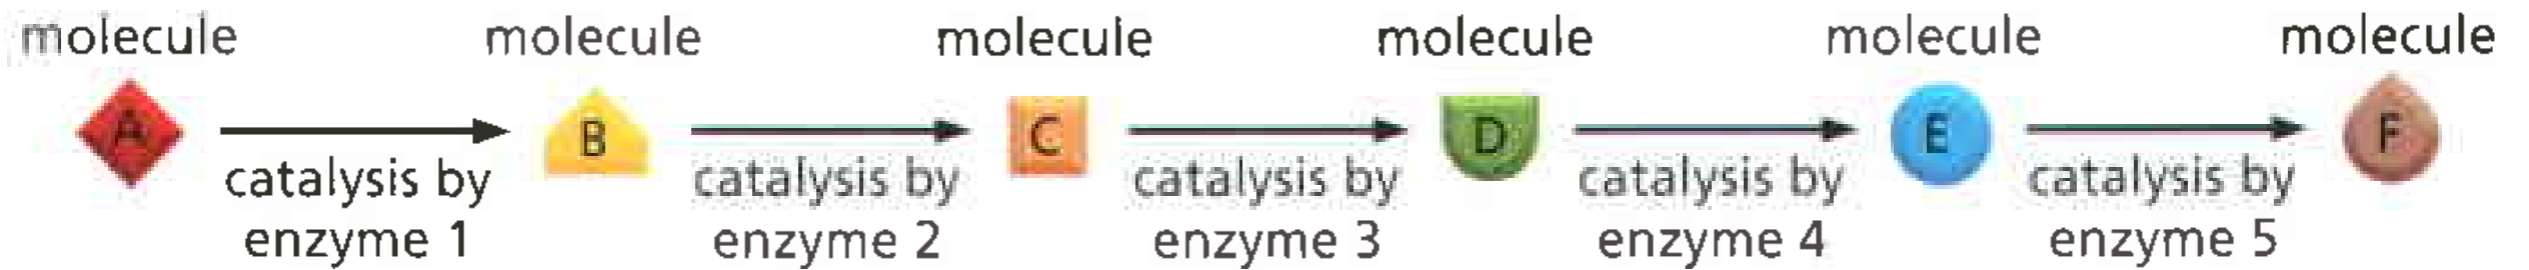 molecule molecule molecule molecule molecule molecule
A B C D E F
catalysis by catalysis by catalysis by catalysis by catalysis by
enzyme 1 enzyme 2 enzyme 3 enzyme 4 enzyme 5